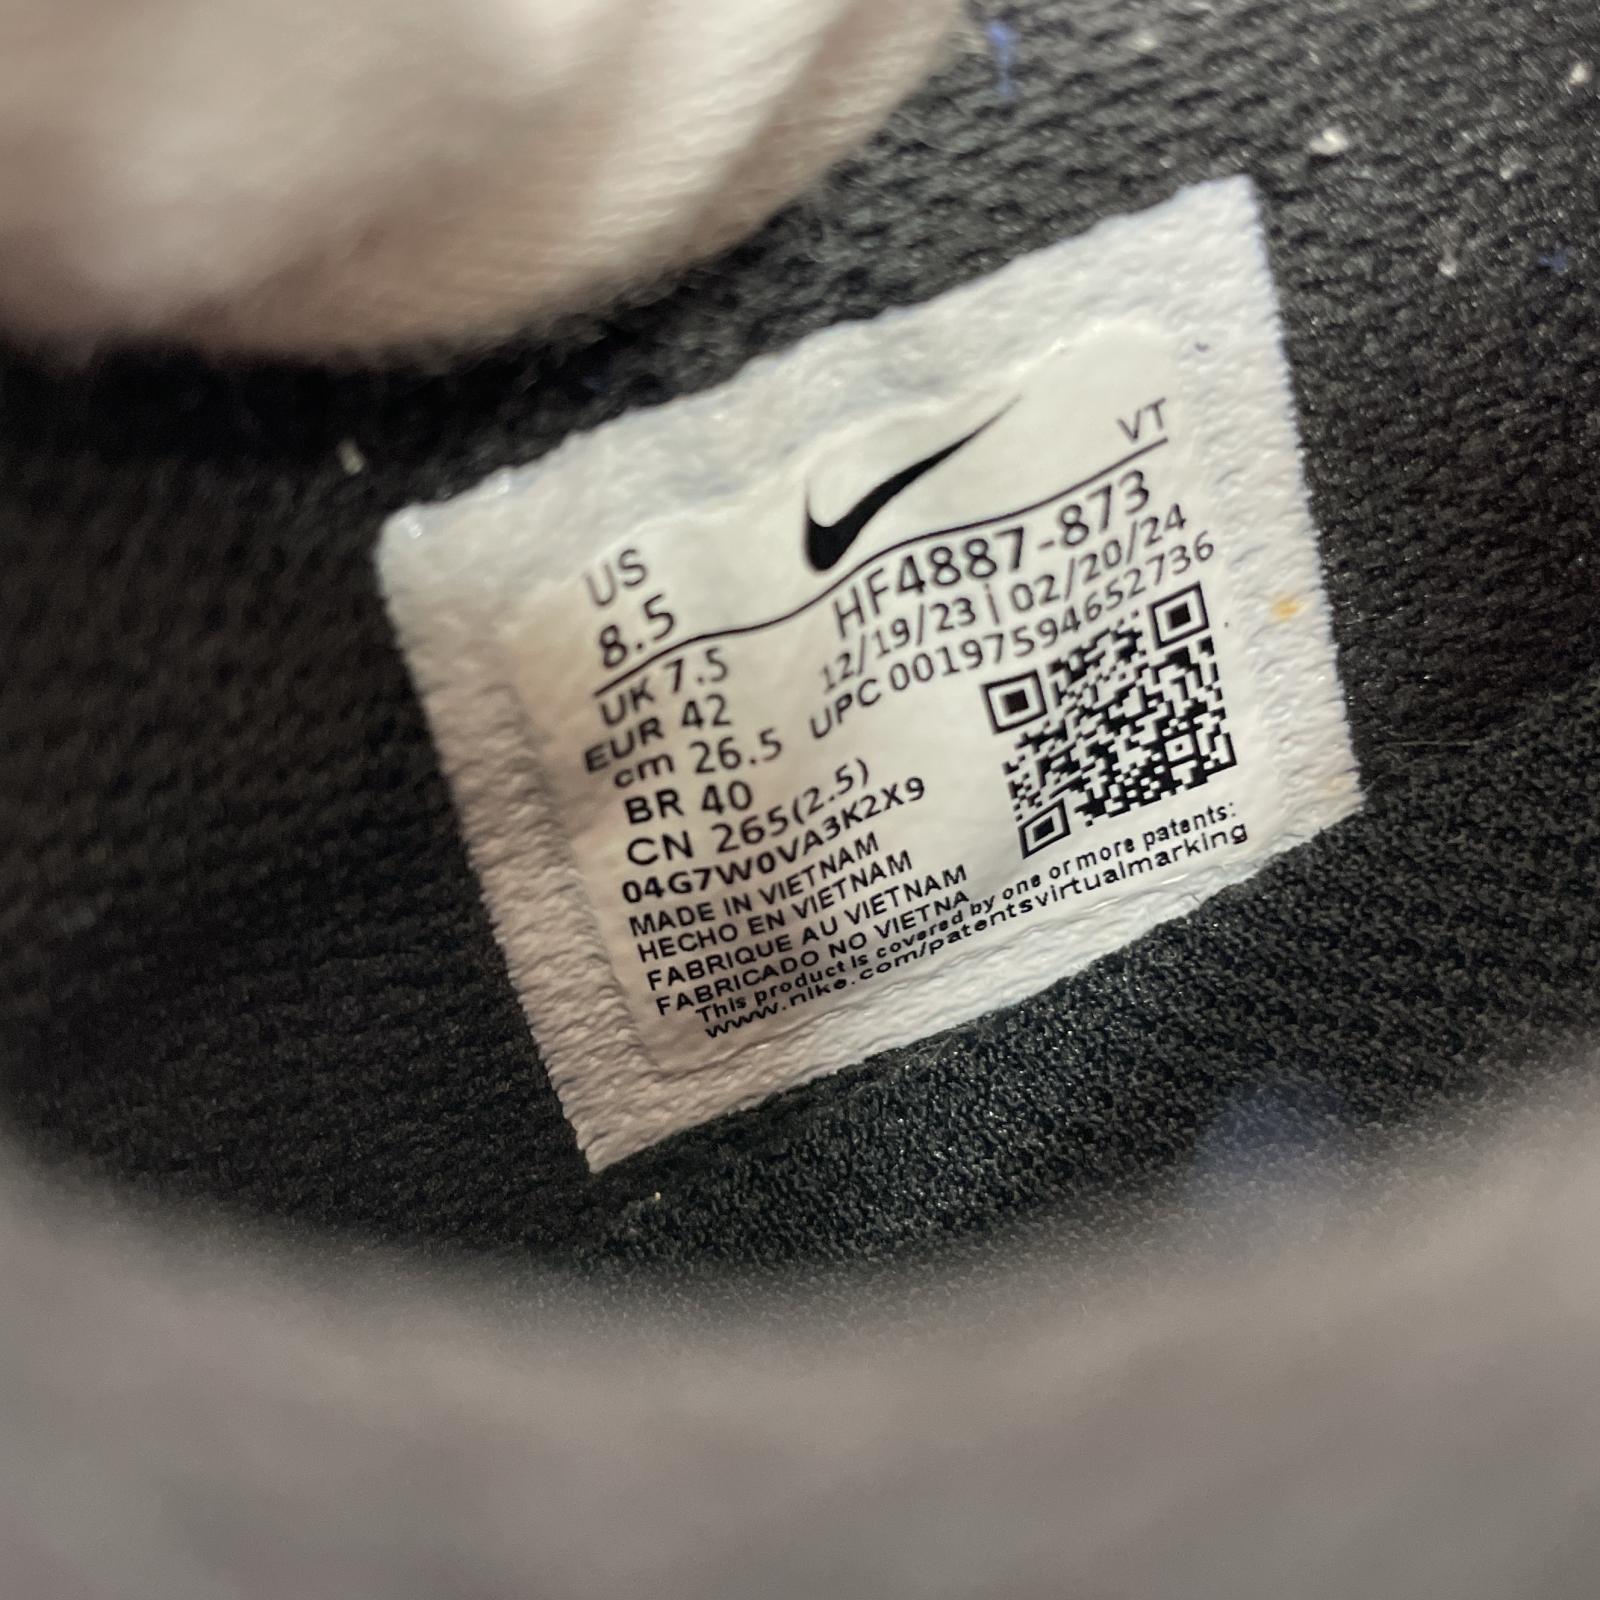 VT
US
8.5
UK 7.5
EUR 42
cm 26.5
BR 40
CN 265(2.5)
HF4887-873
12/19/23 | 02/20/24
UPC 00197594652736
04G7W0VA3K2X9
MADE IN VIETNAM
HECHO EN VIETNAM
FABRIQUE AU VIETNAM
FABRICADO NO VIETNA
This product is covered by one or more patents:
www.nike.com/patentsvirtualmarking